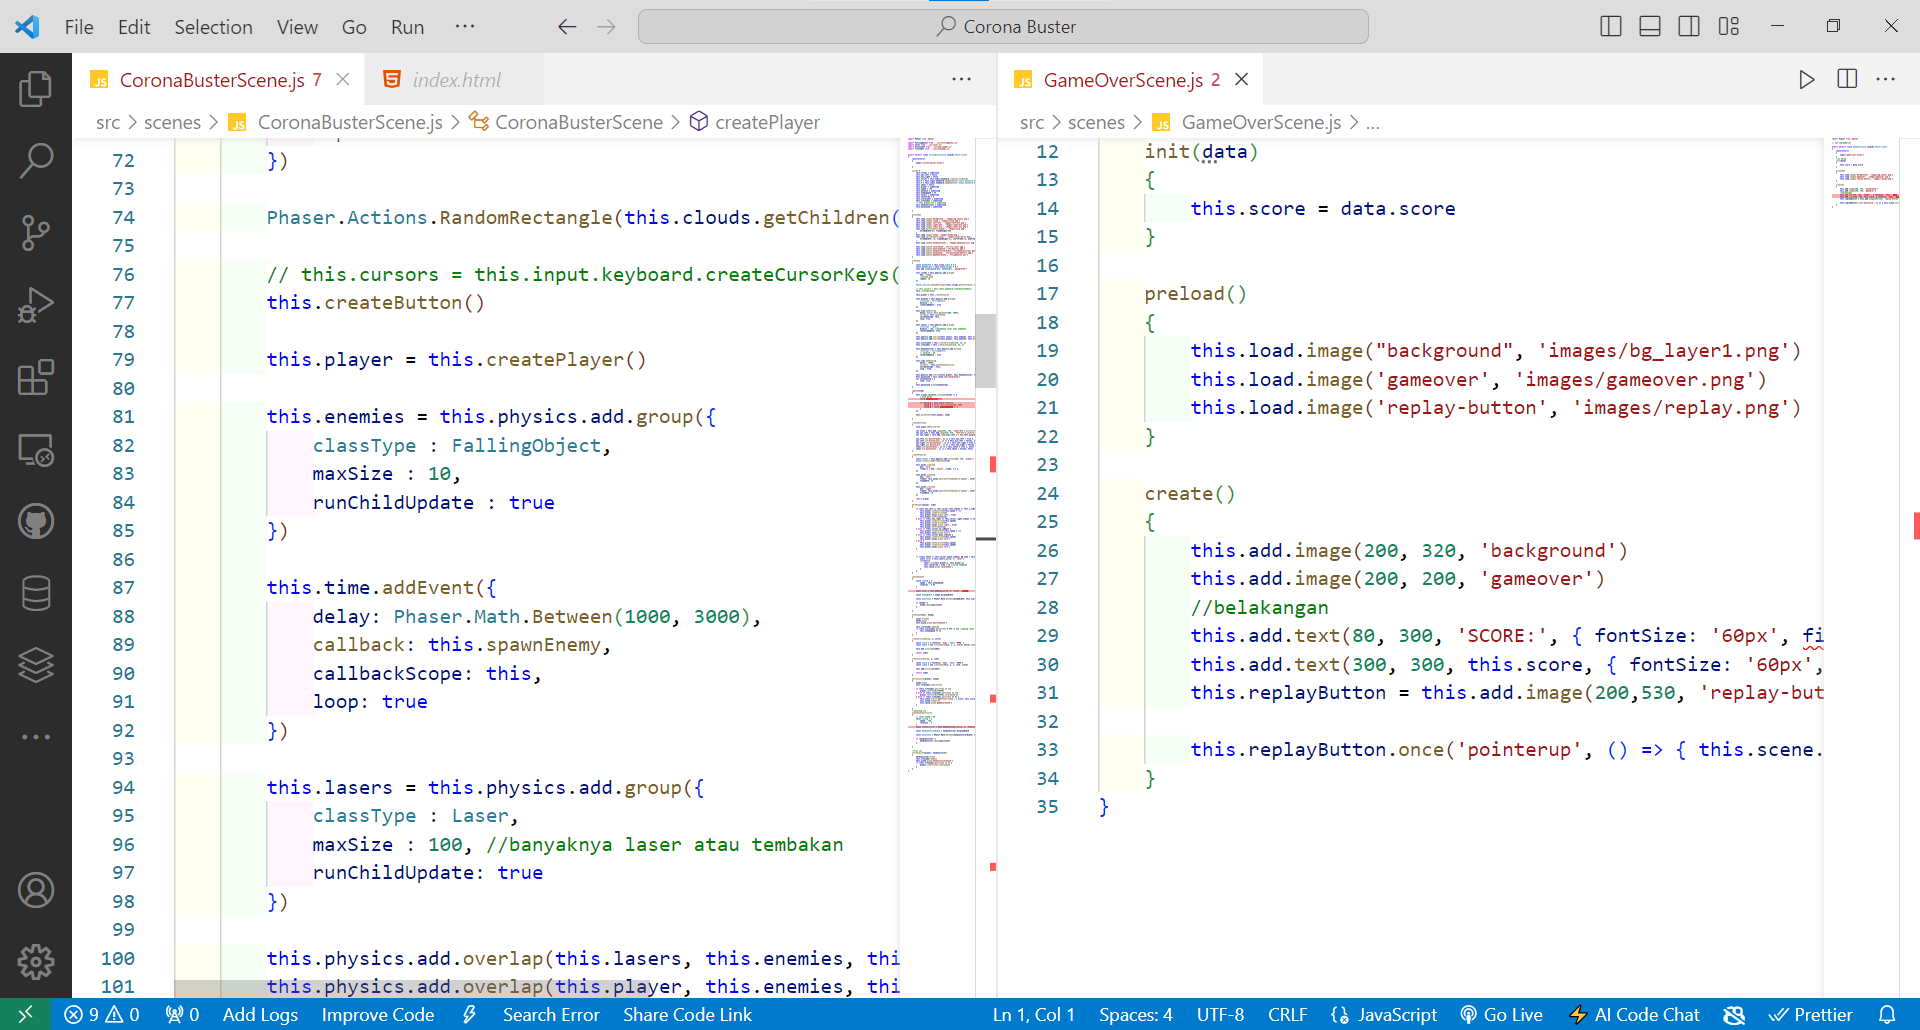 File Edit Selection View Go Run ··· Corona Buster
CoronaBusterScene.js 7
index.html
···
src > scenes > JS CoronaBusterScene.js > CoronaBusterScene > createPlayer
72 })
73
74 Phaser.Actions.RandomRectangle(this.clouds.getChildren(
75
76 // this.cursors = this.input.keyboard.createCursorKeys(
77 this.createButton()
78
79 this.player = this.createPlayer()
80
81 this.enemies = this.physics.add.group({
82 classType : FallingObject,
83 maxSize : 10,
84 runChildUpdate : true
85 })
86
87 this.time.addEvent({
88 delay: Phaser.Math.Between(1000, 3000),
89 callback: this.spawnEnemy,
90 callbackScope: this,
91 loop: true
92 })
93
94 this.lasers = this.physics.add.group({
95 classType : Laser,
96 maxSize : 100, //banyaknya laser atau tembakan
97 runChildUpdate: true
98 })
99
100 this.physics.add.overlap(this.lasers, this.enemies, thi
101 this.physics.add.overlap(this.player, this.enemies, thi
JS GameOverScene.js 2
···
src > scenes > JS GameOverScene.js > ...
12 init(data)
13 {
14 this.score = data.score
15 }
16
17 preload()
18 {
19 this.load.image("background", 'images/bg_layer1.png')
20 this.load.image('gameover', 'images/gameover.png')
21 this.load.image('replay-button', 'images/replay.png')
22 }
23
24 create()
25 {
26 this.add.image(200, 320, 'background')
27 this.add.image(200, 200, 'gameover')
28 //belakangan
29 this.add.text(80, 300, 'SCORE:', { fontSize: '60px', fi
30 this.add.text(300, 300, this.score, { fontSize: '60px',
31 this.replayButton = this.add.image(200,530, 'replay-but
32
33 this.replayButton.once('pointerup', () => { this.scene.
34 }
35 }
9 0 0 Add Logs Improve Code Search Error Share Code Link Ln 1, Col 1 Spaces: 4 UTF-8 CRLF {} JavaScript Go Live AI Code Chat Prettier